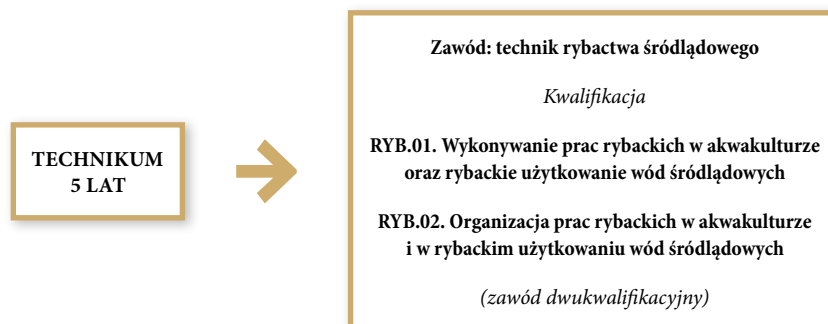 TECHNIKUM
5 LAT
Zawód: technik rybactwa śródlądowego
Kwalifikacja
RYB.01. Wykonywanie prac rybackich w akwakulturze
oraz rybackie użytkowanie wód śródlądowych
RYB.02. Organizacja prac rybackich w akwakulturze
i w rybackim użytkowaniu wód śródlądowych
(zawód dwukwalifikacyjny)